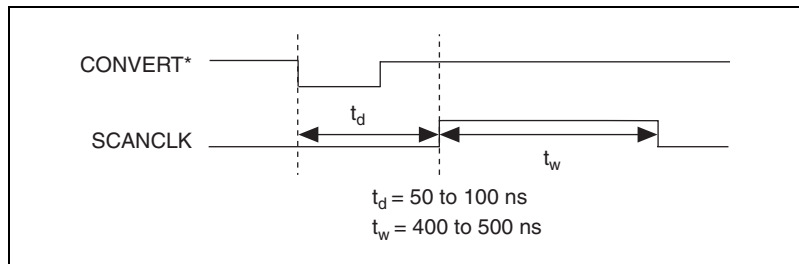 CONVERT*
t_d
SCANCLK
t_w
t_d = 50 to 100 ns
t_w = 400 to 500 ns